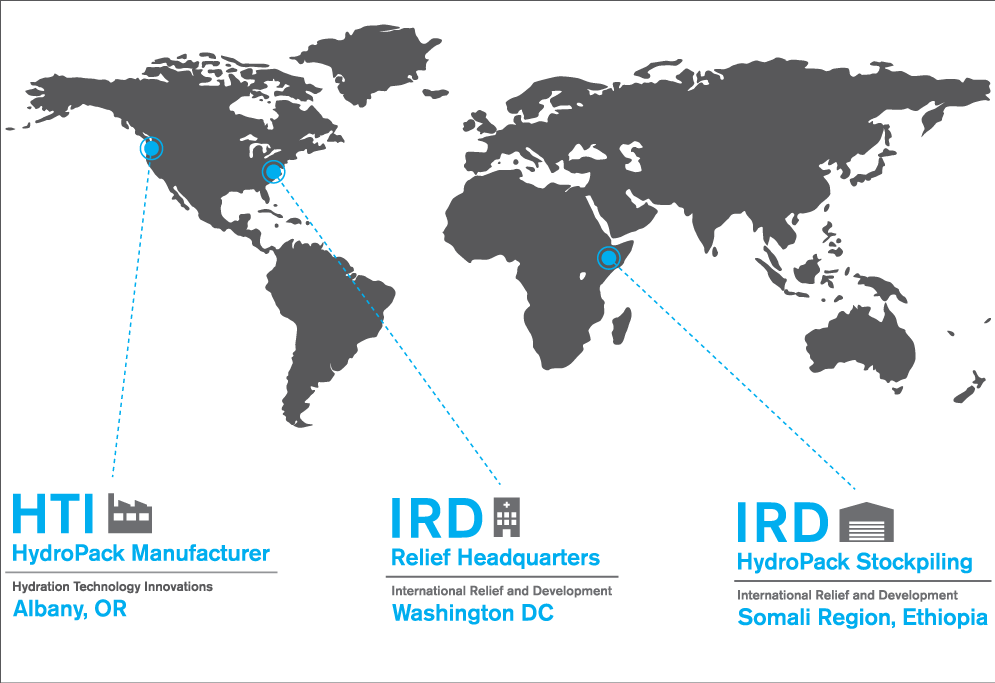 HTI
HydroPack Manufacturer
Hydration Technology Innovations
Albany, OR
IRD
Relief Headquarters
International Relief and Development
Washington DC
IRD
HydroPack Stockpiling
International Relief and Development
Somali Region, Ethiopia